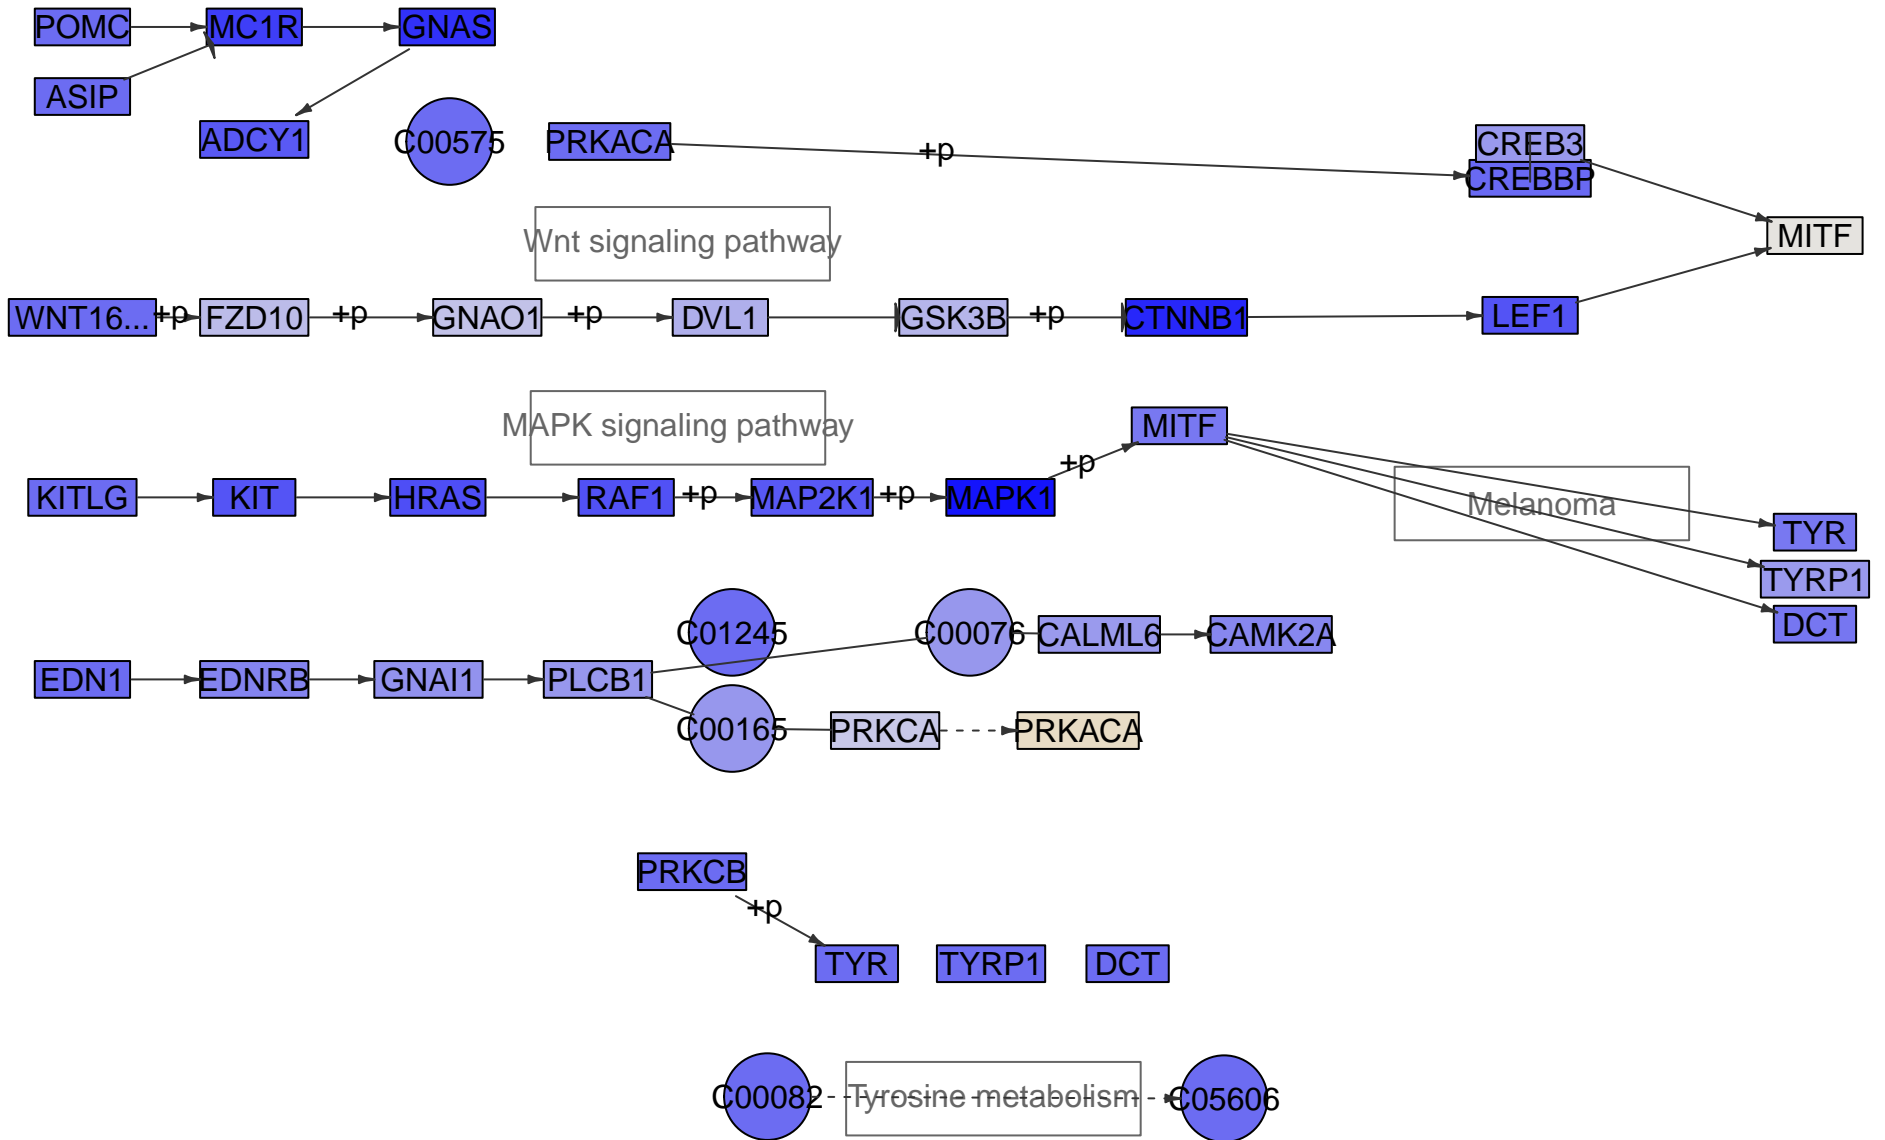 POMC
MC1R
GNAS
ASIP
ADCY1
C00575
PRKACA
+p
CREB3
CREBBP
Wnt signaling pathway
MITF
WNT16...
+p
FZD10
+p
GNAO1
+p
DVL1
GSK3B
+p
CTNNB1
LEF1
MAPK signaling pathway
MITF
+p
KITLG
KIT
HRAS
RAF1
+p
MAP2K1
+p
MAPK1
Melanoma
TYR
TYRP1
DCT
C01245
C00076
CALML6
CAMK2A
EDN1
EDNRB
GNAI1
PLCB1
C00165
PRKCA
PRKACA
PRKCB
+p
TYR
TYRP1
DCT
C00082
Tyrosine metabolism
C05606